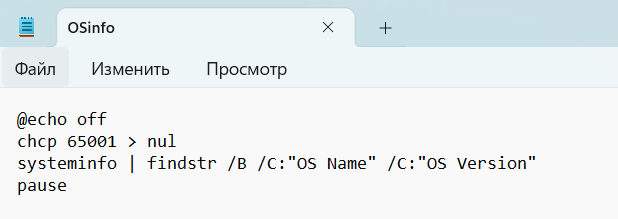 OSinfo
Файл Изменить Просмотр
@echo off
chcp 65001 > nul
systeminfo | findstr /B /C:"OS Name" /C:"OS Version"
pause